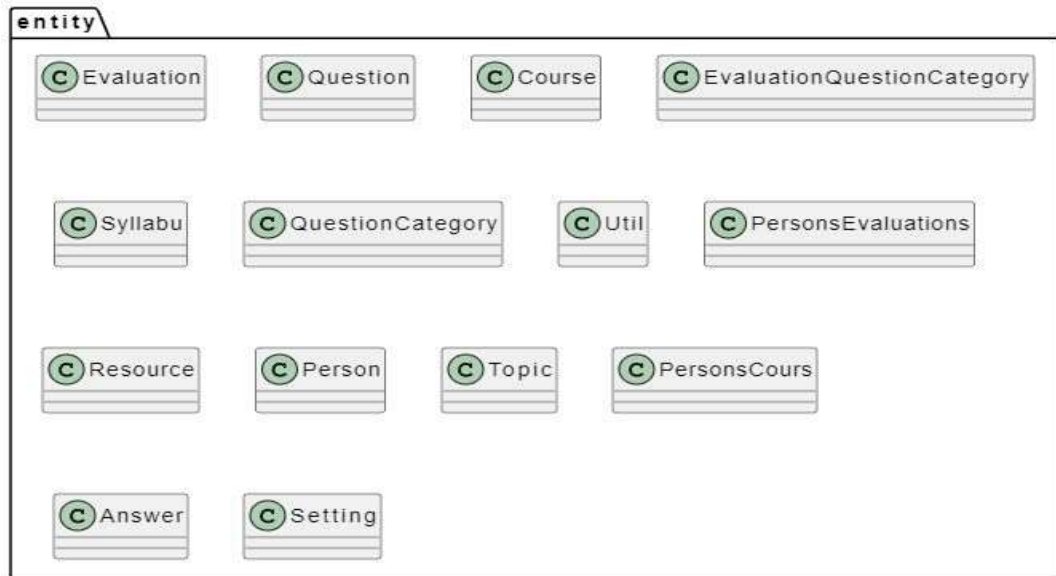 entity
C Evaluation
C Question
C Course
C EvaluationQuestionCategory
C Syllabu
C QuestionCategory
C Util
C PersonsEvaluations
C Resource
C Person
C Topic
C PersonsCours
C Answer
C Setting